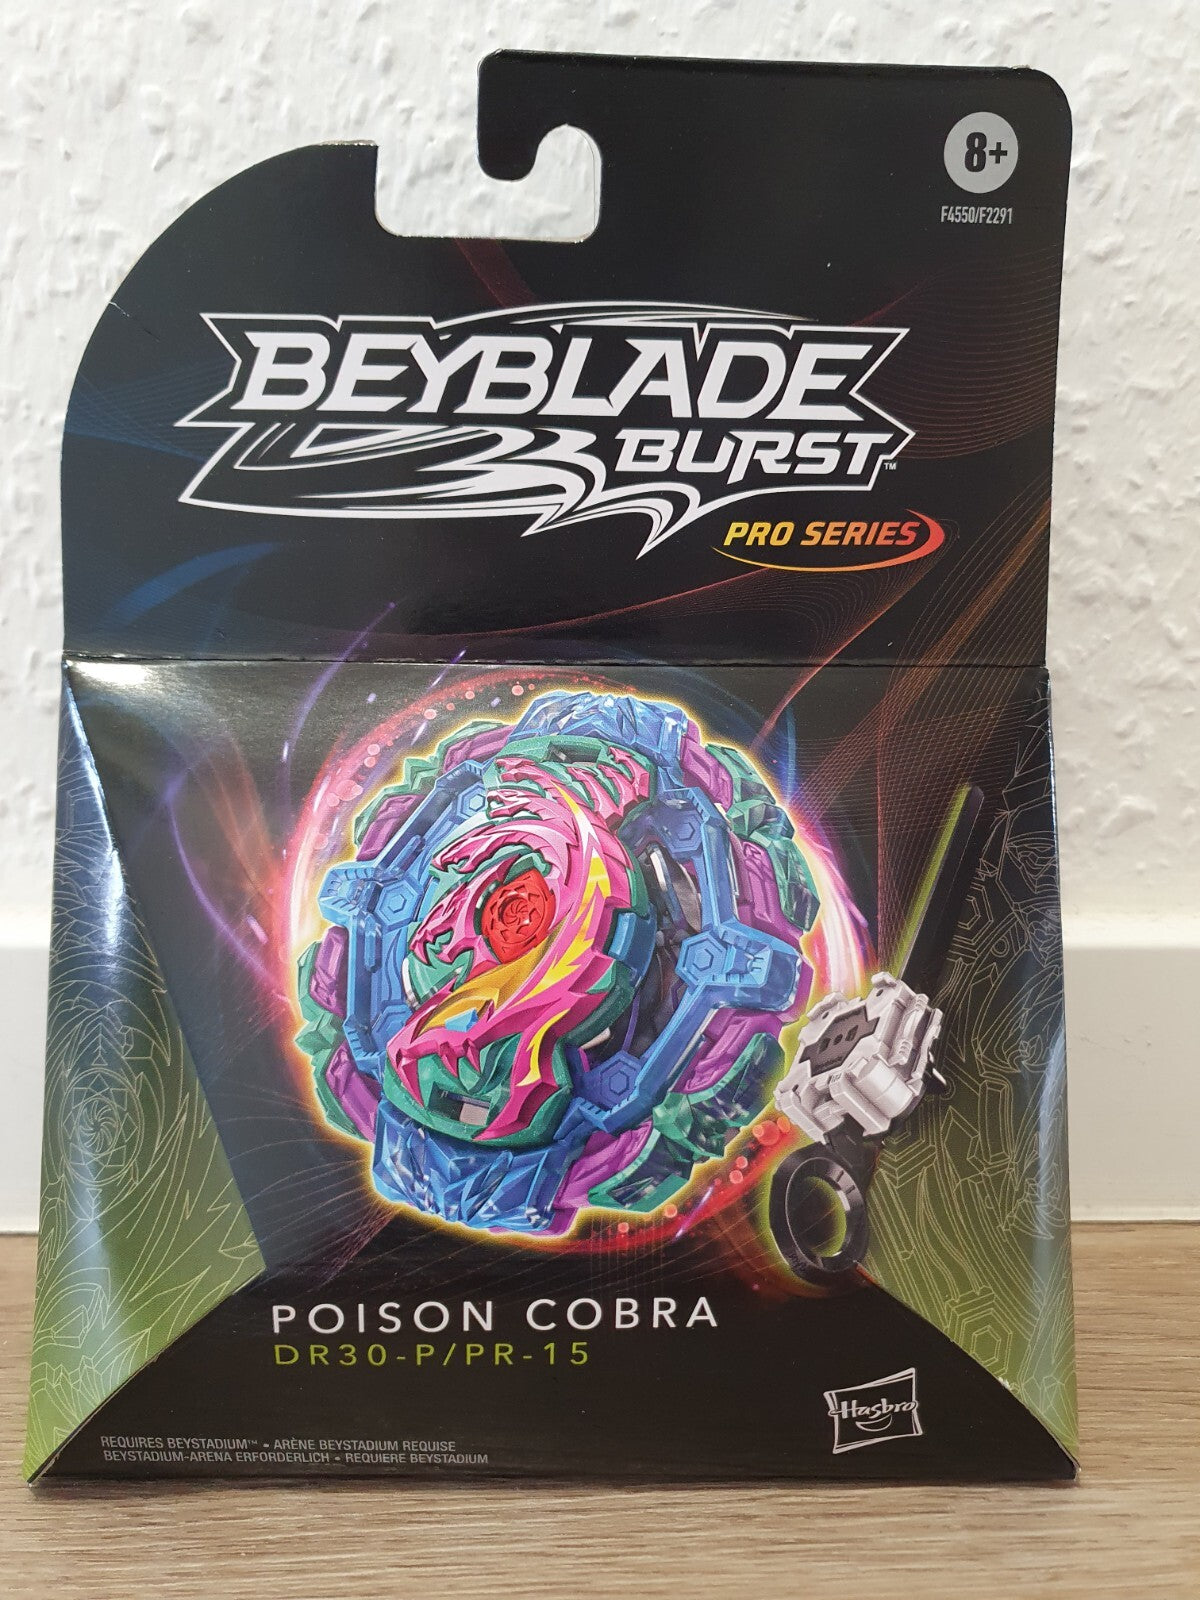 8+
F4550/F2291
BEYBLADE
BURST™
PRO SERIES
POISON COBRA
DR30-P/PR-15
Hasbro
REQUIRES BEYSTADIUM™ • ARÈNE BEYSTADIUM REQUISE
BEYSTADIUM-ARENA ERFORDERLICH • REQUIERE BEYSTADIUM